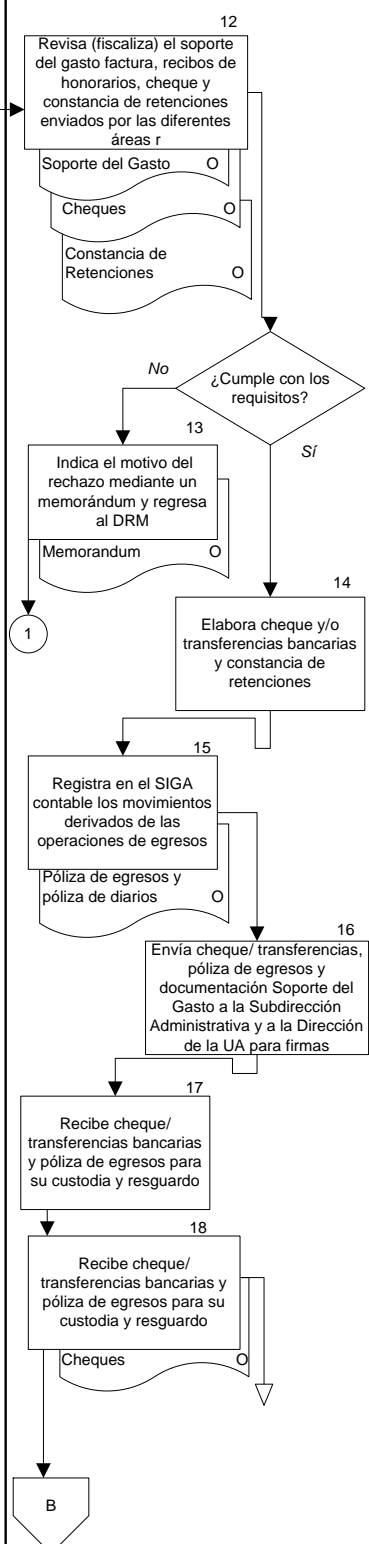 12
Revisa (fiscaliza) el soporte
del gasto factura, recibos de
honorarios, cheque y
constancia de retenciones
enviados por las diferentes
áreas r
Soporte del Gasto O
Cheques O
Constancia de
Retenciones O
¿Cumple con los
requisitos?
No
Sí
13
Indica el motivo del
rechazo mediante un
memorándum y regresa
al DRM
Memorandum O
1
14
Elabora cheque y/o
transferencias bancarias
y constancia de
retenciones
15
Registra en el SIGA
contable los movimientos
derivados de las
operaciones de egresos
Póliza de egresos y
póliza de diarios O
16
Envía cheque/ transferencias,
póliza de egresos y
documentación Soporte del
Gasto a la Subdirección
Administrativa y a la Dirección
de la UA para firmas
17
Recibe cheque/
transferencias bancarias
y póliza de egresos para
su custodia y resguardo
18
Recibe cheque/
transferencias bancarias y
póliza de egresos para su
custodia y resguardo
Cheques O
B